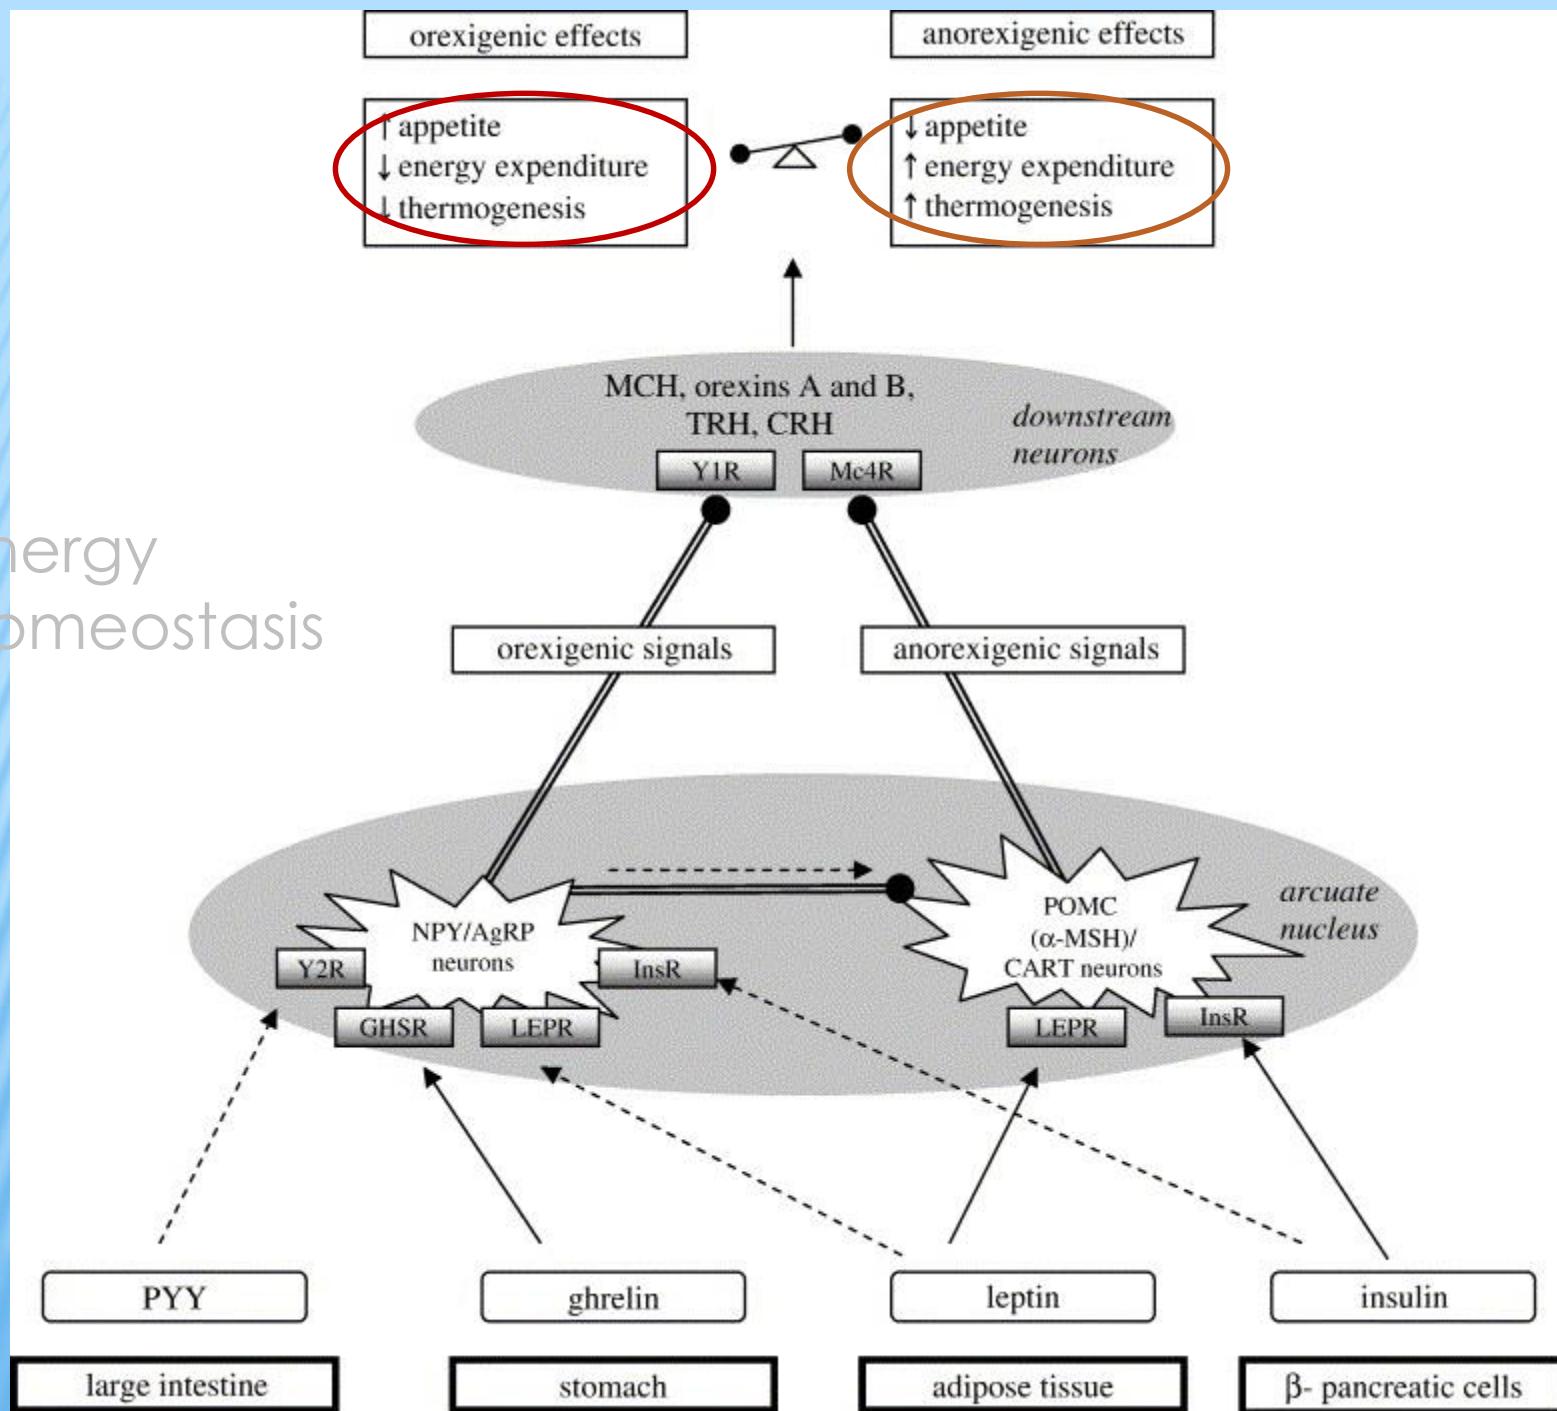 orexigenic effects
anorexigenic effects
↑ appetite
↓ energy expenditure
↓ thermogenesis
↓ appetite
↑ energy expenditure
↑ thermogenesis
MCH, orexins A and B,
TRH, CRH
downstream
neurons
Y1R
Mc4R
nergy
omeostasis
orexigenic signals
anorexigenic signals
NPY/AgRP
neurons
POMC
(α-MSH)/
CART neurons
arcuate
nucleus
Y2R
InsR
GHSR
LEPR
LEPR
InsR
PYY
ghrelin
leptin
insulin
large intestine
stomach
adipose tissue
β- pancreatic cells